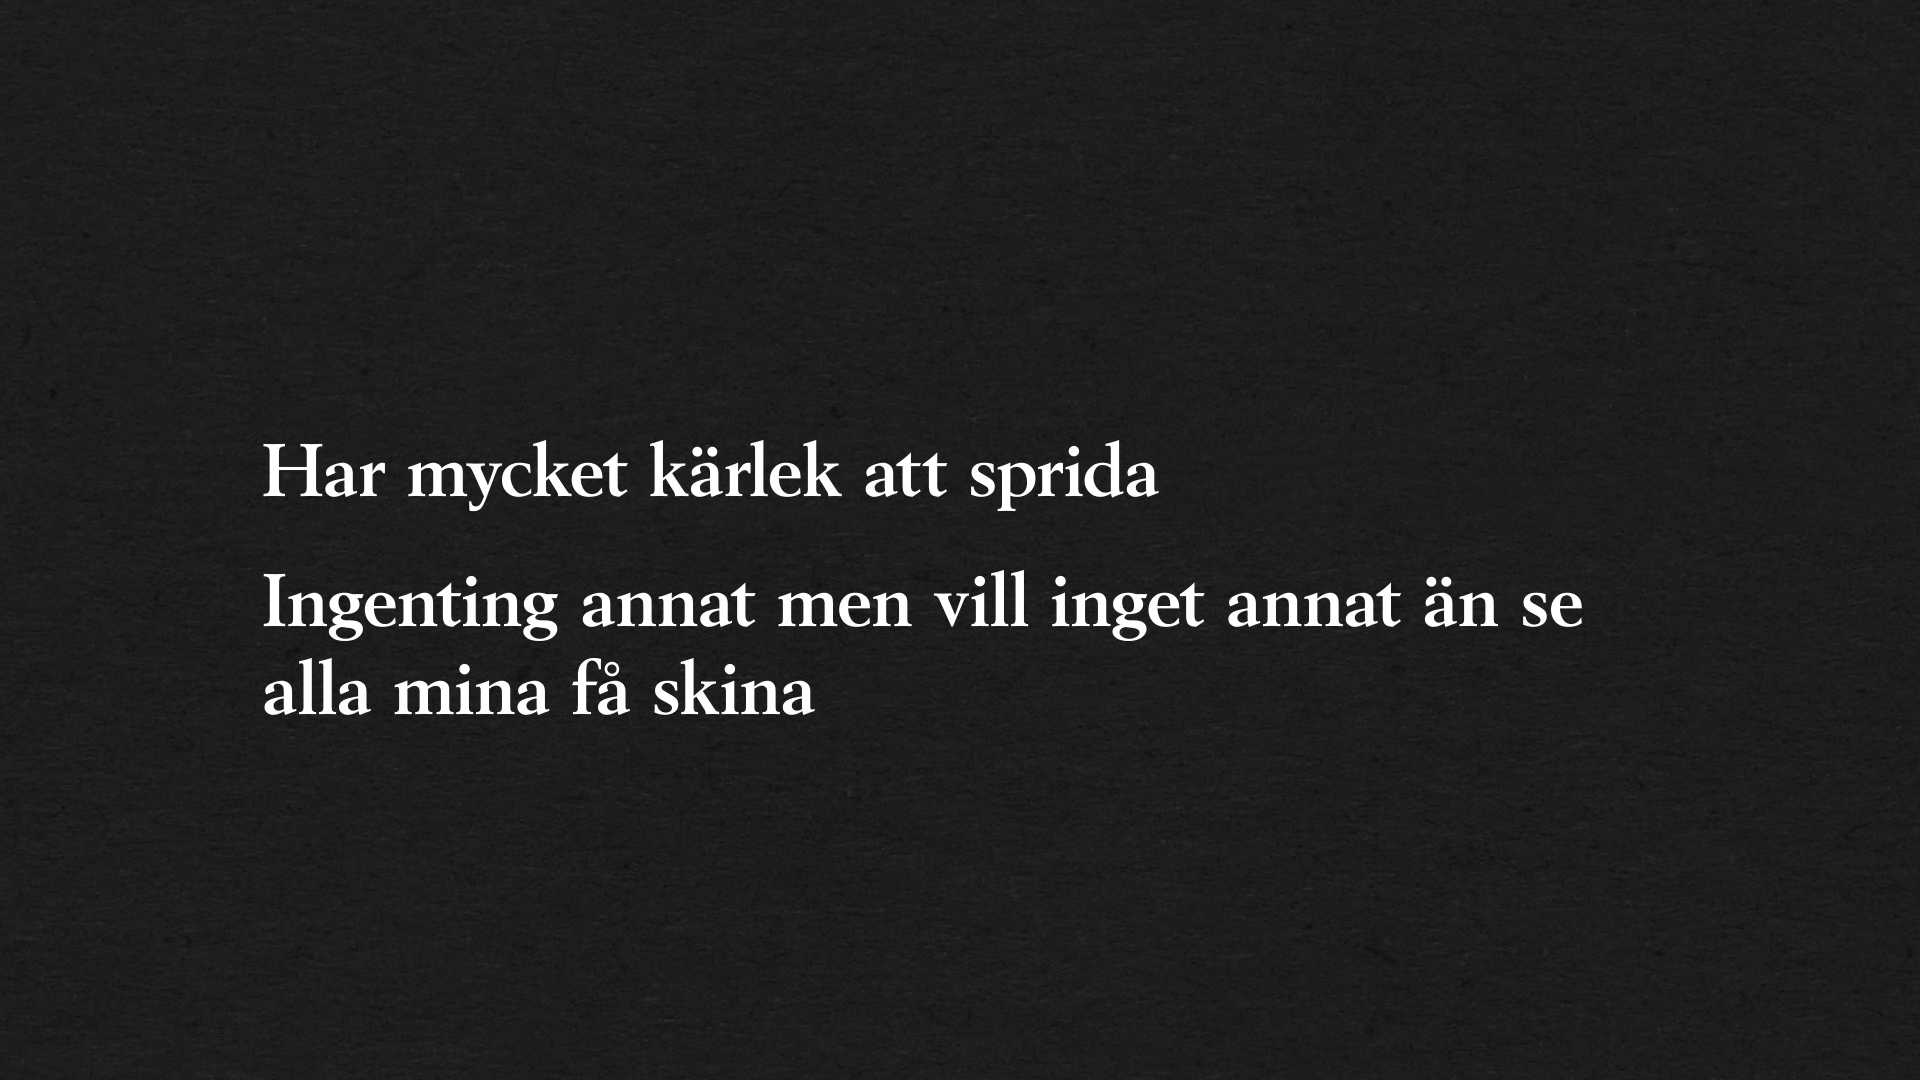 Har mycket kärlek att sprida
Ingenting annat men vill inget annat än se
alla mina få skina